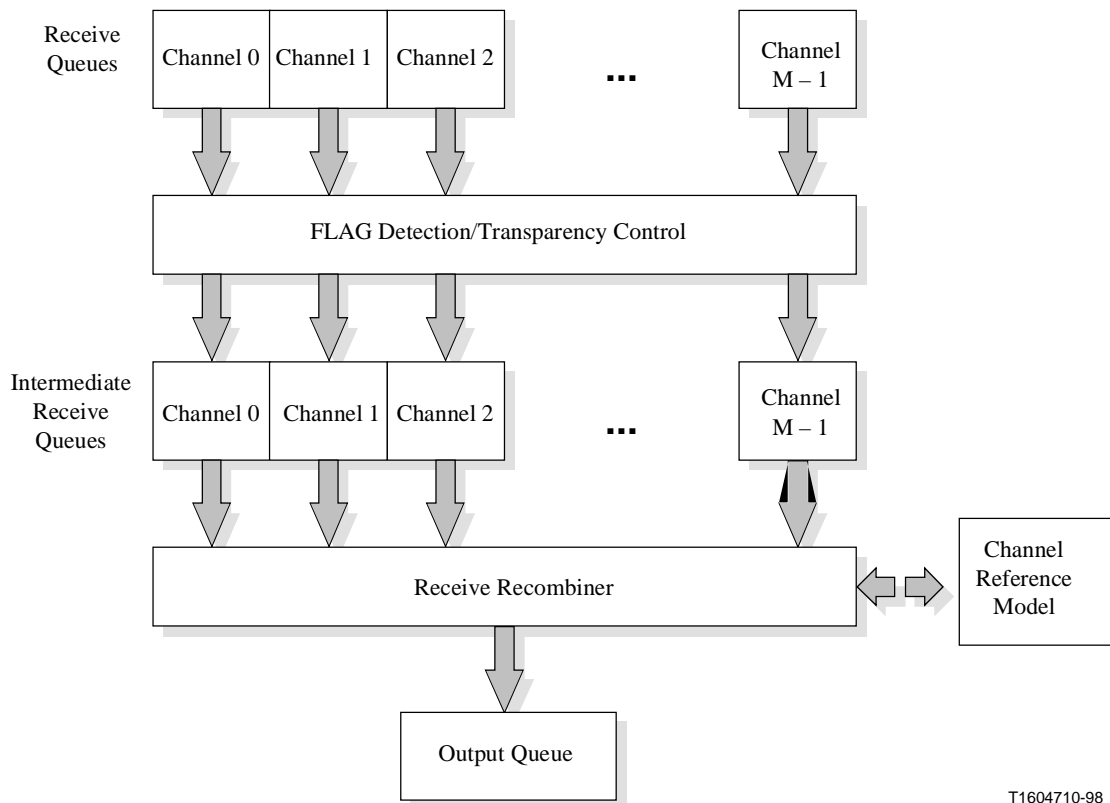 Receive
Queues
Channel 0
Channel 1
Channel 2
...
Channel
M – 1
FLAG Detection/Transparency Control
Intermediate
Receive
Queues
Channel 0
Channel 1
Channel 2
...
Channel
M – 1
Receive Recombiner
Channel
Reference
Model
Output Queue
T1604710-98